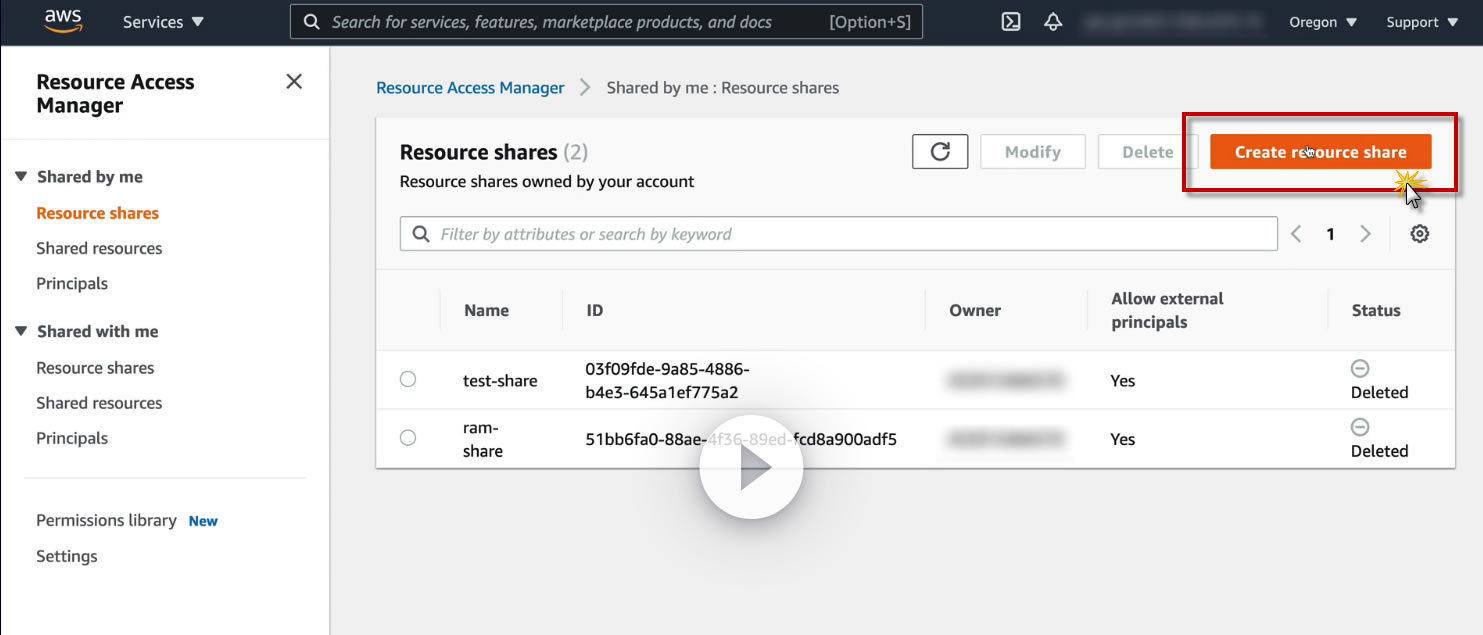 aws
Services ▼
Search for services, features, marketplace products, and docs
[Option+S]
Oregon ▼
Support ▼
Resource Access
Manager
Resource Access Manager
Shared by me : Resource shares
▼ Shared by me
Resource shares
Shared resources
Principals
▼ Shared with me
Resource shares
Shared resources
Principals
Permissions library New
Settings
Resource shares (2)
Resource shares owned by your account
Modify
Delete
Create resource share
Filter by attributes or search by keyword
1
Name
ID
Owner
Allow external
principals
Status
test-share
03f09fde-9a85-4886-
b4e3-645a1ef775a2
Yes
Deleted
ram-
share
51bb6fa0-88ae-4f36-89ed-fcd8a900adf5
Yes
Deleted